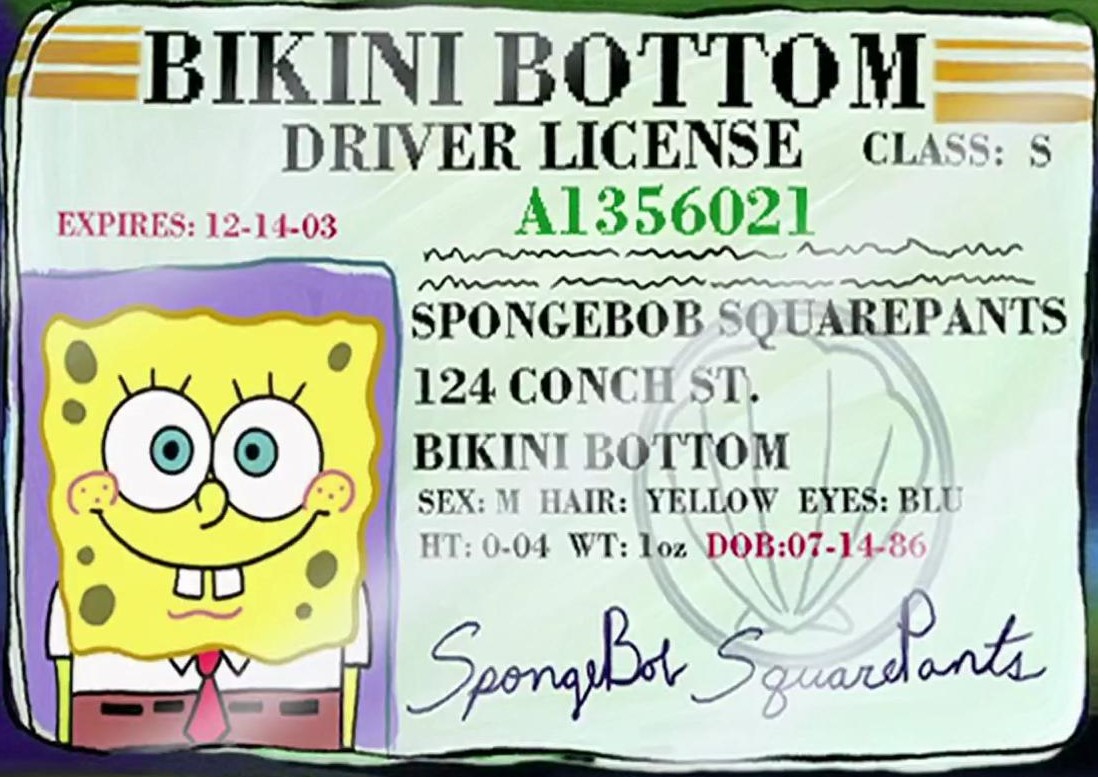 BIKINI BOTTOM
DRIVER LICENSE CLASS: S
A1356021
EXPIRES: 12-14-03
SPONGEBOB SQUAREPANTS
124 CONCH ST.
BIKINI BOTTOM
SEX: M HAIR: YELLOW EYES: BLU
HT: 0-04 WT: 1oz DOB:07-14-86
SpongeBob SquarePants